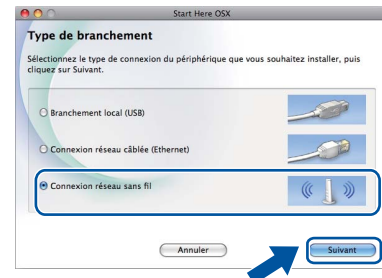 Start Here OSX
Type de branchement
Sélectionnez le type de connexion du périphérique que vous souhaitez installer, puis
cliquez sur Suivant.
Branchement local (USB)
Connexion réseau câblée (Ethernet)
Connexion réseau sans fil
Annuler
Suivant